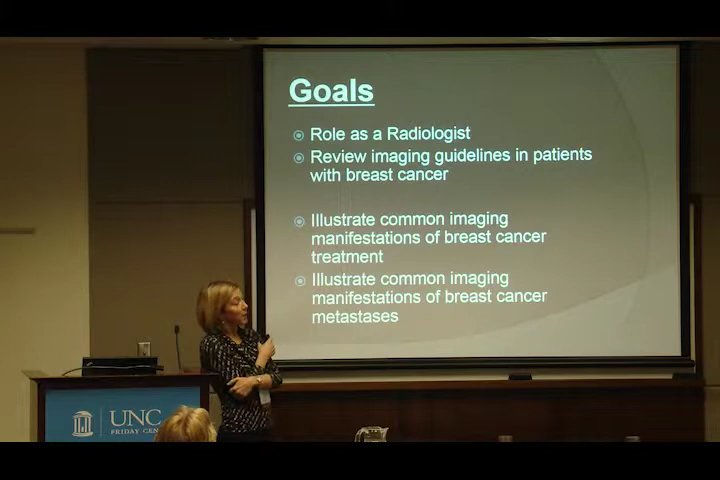 Goals
Role as a Radiologist
Review imaging guidelines in patients
with breast cancer
Illustrate common imaging
manifestations of breast cancer
treatment
Illustrate common imaging
manifestations of breast cancer
metastases
UNC
FRIDAY